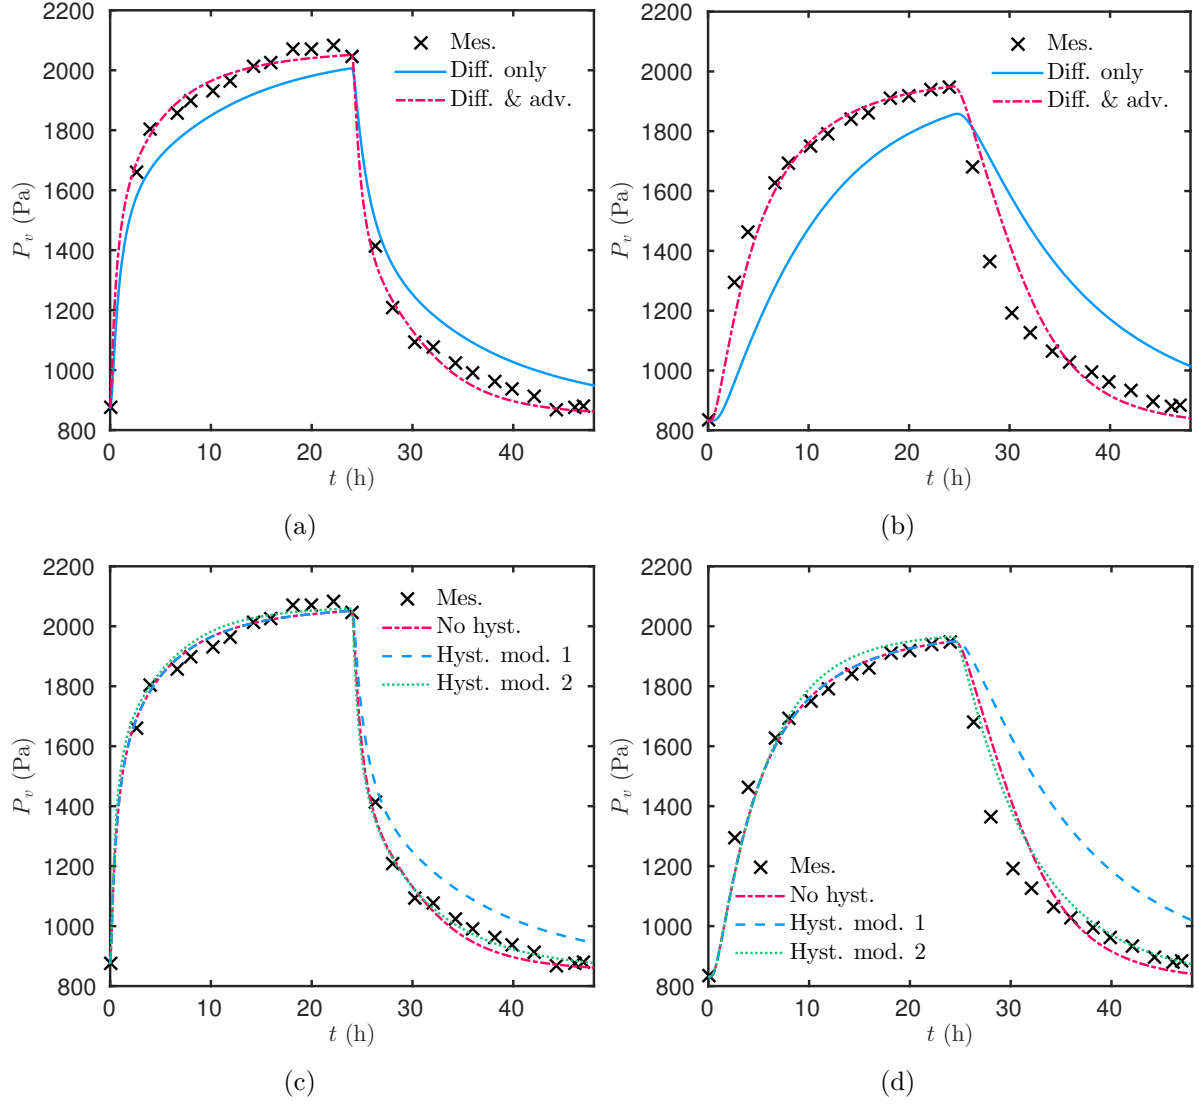 2200
2000
1800
1600
1400
1200
1000
800
P_v (Pa)
Mes.
Diff. only
Diff. & adv.
0 10 20 30 40
t (h)
(a)
2200
2000
1800
1600
1400
1200
1000
800
P_v (Pa)
Mes.
Diff. only
Diff. & adv.
0 10 20 30 40
t (h)
(b)
2200
2000
1800
1600
1400
1200
1000
800
P_v (Pa)
Mes.
No hyst.
Hyst. mod. 1
Hyst. mod. 2
0 10 20 30 40
t (h)
(c)
2200
2000
1800
1600
1400
1200
1000
800
P_v (Pa)
Mes.
No hyst.
Hyst. mod. 1
Hyst. mod. 2
0 10 20 30 40
t (h)
(d)